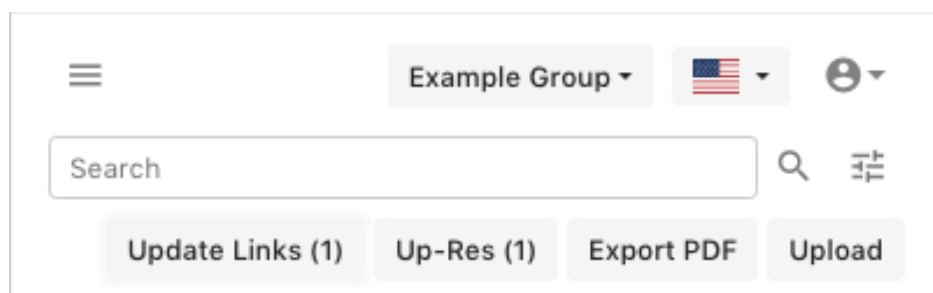 Example Group
Search
Update Links (1) Up-Res (1) Export PDF Upload